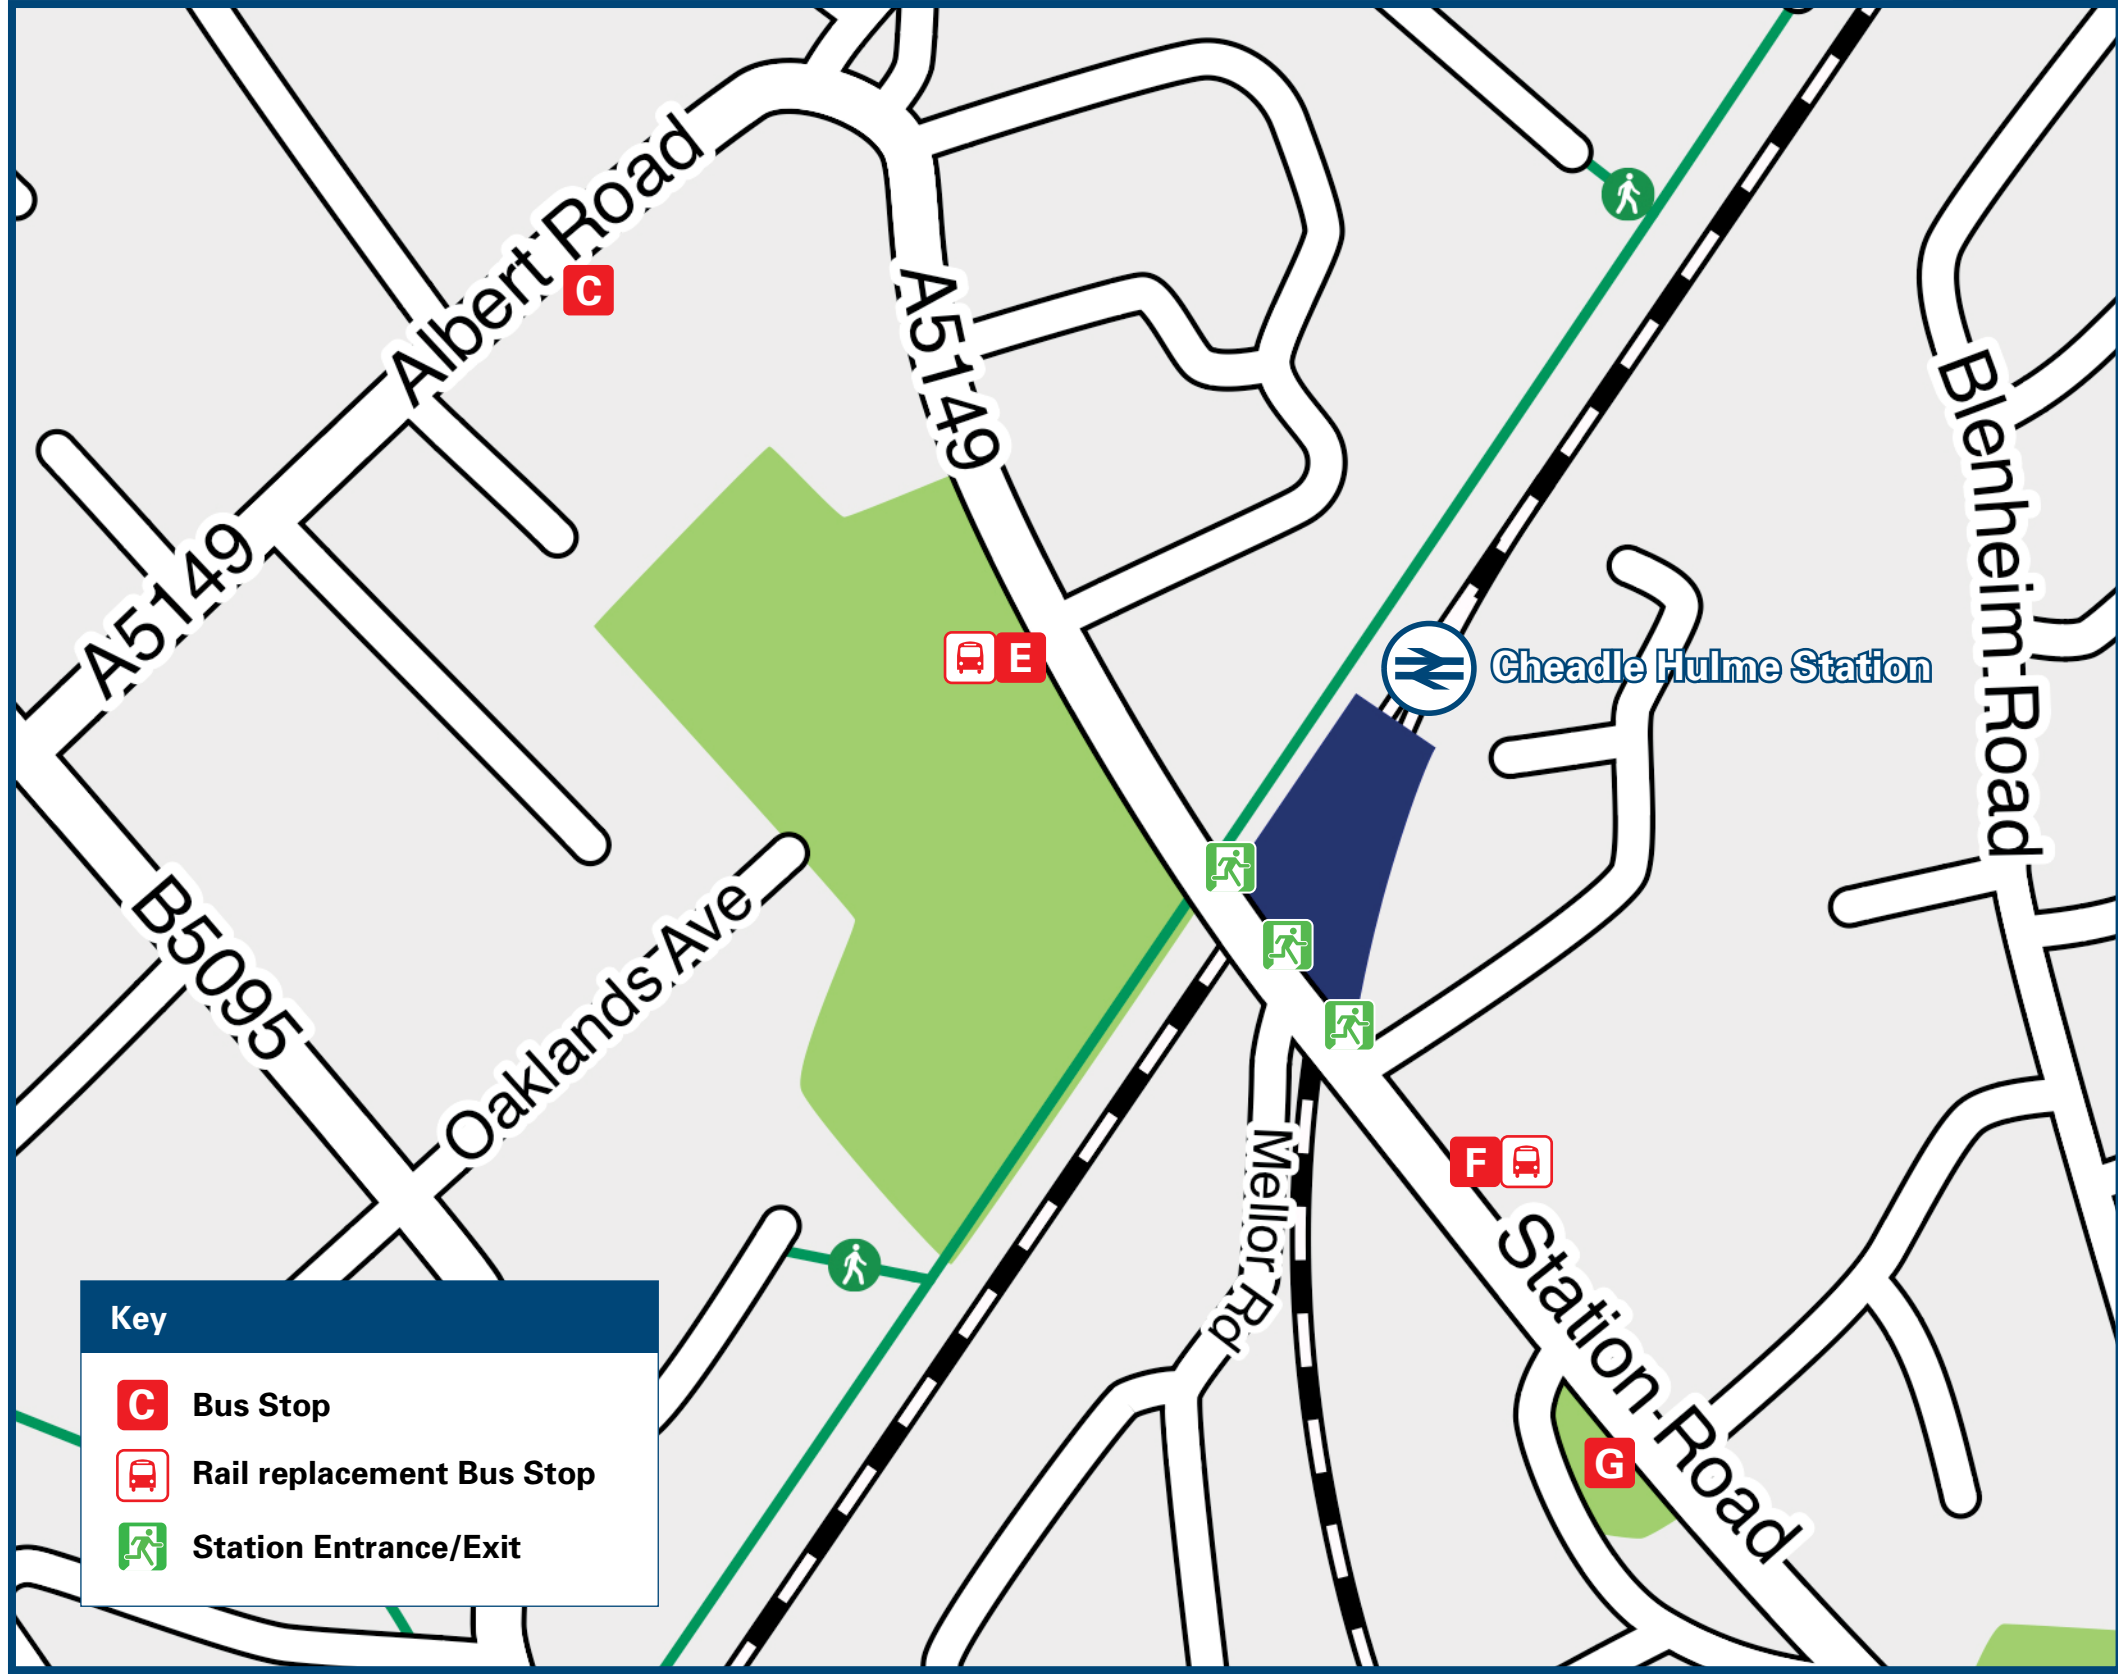 Albert Road
C
A5149
A5149
Blenheim Road
E
Cheadle Hulme Station
B5095
Oaklands Ave
Mellor Rd
F
Station Road
G
Key
C Bus Stop
Rail replacement Bus Stop
Station Entrance/Exit